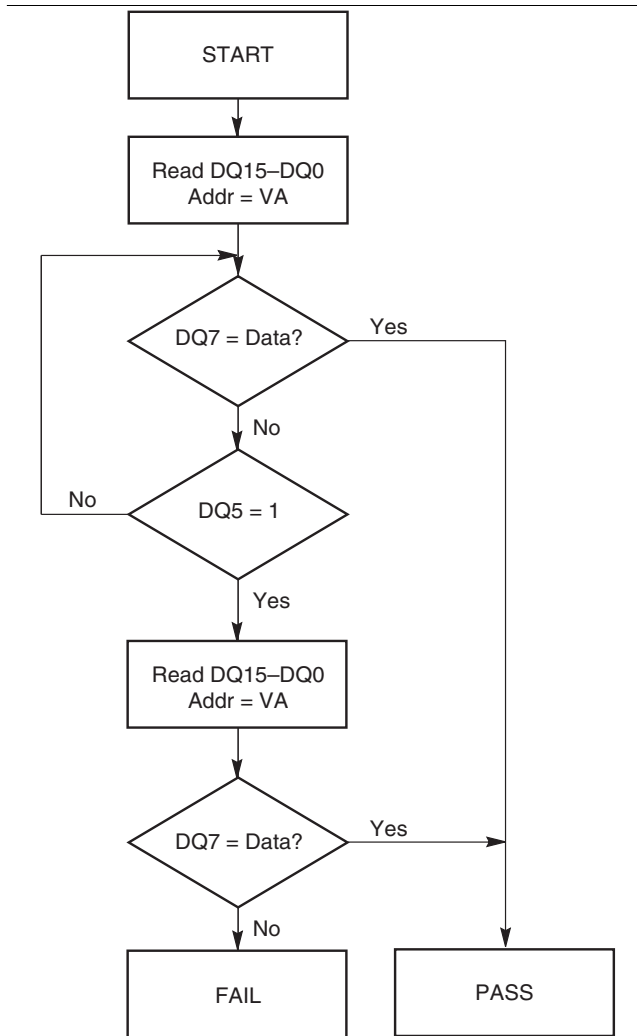 START
Read DQ15–DQ0
Addr = VA
DQ7 = Data?
Yes
No
No
DQ5 = 1
Yes
Read DQ15–DQ0
Addr = VA
DQ7 = Data?
Yes
No
FAIL
PASS